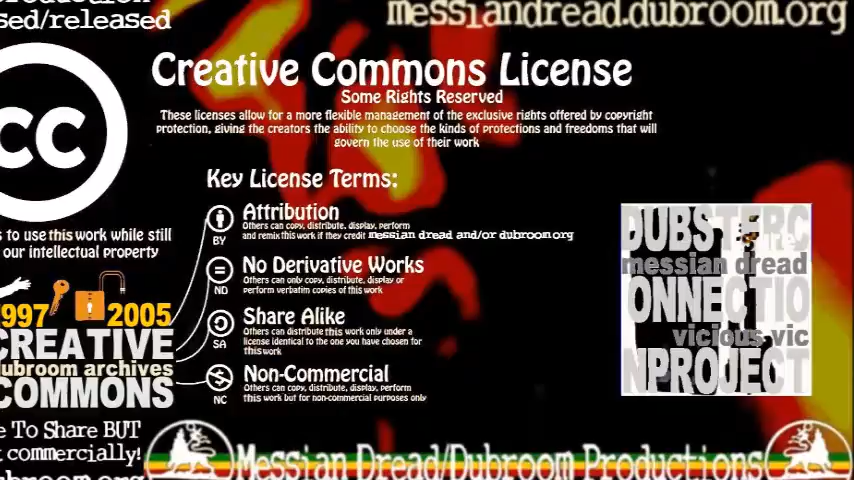 messiandread.dubroom.org
sed/released
Creative Commons License
Some Rights Reserved
These licenses allow for a more flexible management of the exclusive rights offered by copyright
protection, giving the creators the ability to choose the kinds of protections and freedoms that will
govern the use of their work
cc
Key License Terms:
Attribution
Others can copy, distribute, display, perform
and remix this work if they credit messian dread and/or dubroom.org
BY
No Derivative Works
Others can only copy, distribute, display or
perform verbatim copies of this work
ND
Share Alike
Others can distribute this work only under a
license identical to the one you have chosen for
this work
SA
Non-Commercial
Others can copy, distribute, display, perform
this work but for non-commercial purposes only
NC
s to use this work while still
our intellectual property
1997 2005
CREATIVE
dubroom archives
COMMONS
e To Share BUT
commercially!
DUBSTERC
messian dread
ONNECTIO
vicious vic
NPROJECT
Messian Dread/Dubroom Productions